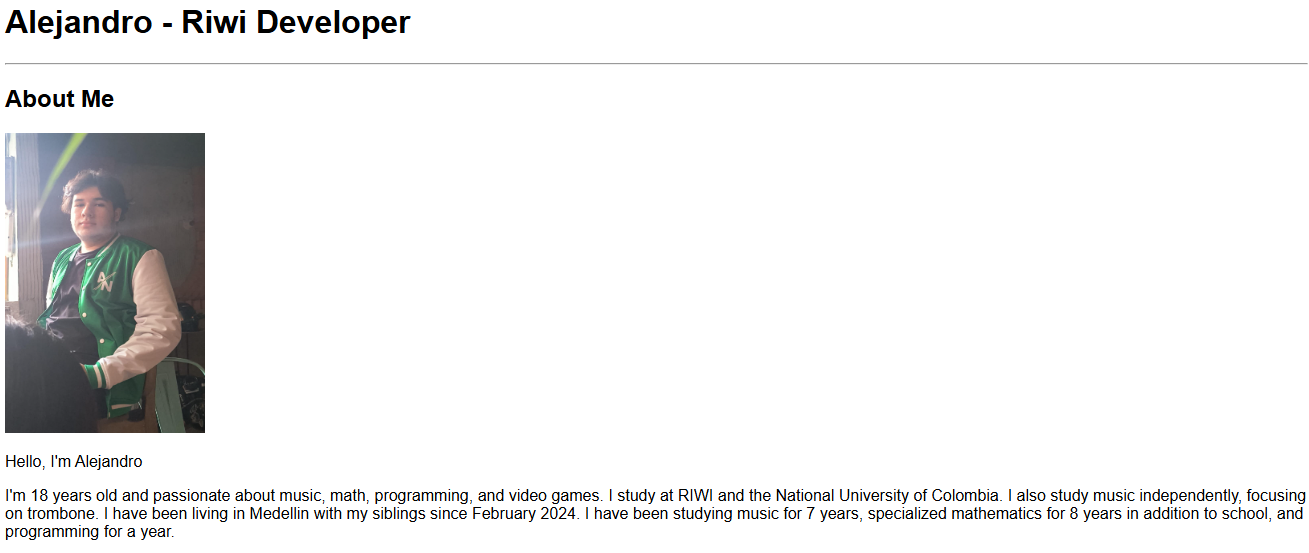 Alejandro - Riwi Developer
About Me
Hello, I'm Alejandro
I'm 18 years old and passionate about music, math, programming, and video games. I study at RIWI and the National University of Colombia. I also study music independently, focusing
on trombone. I have been living in Medellin with my siblings since February 2024. I have been studying music for 7 years, specialized mathematics for 8 years in addition to school, and
programming for a year.